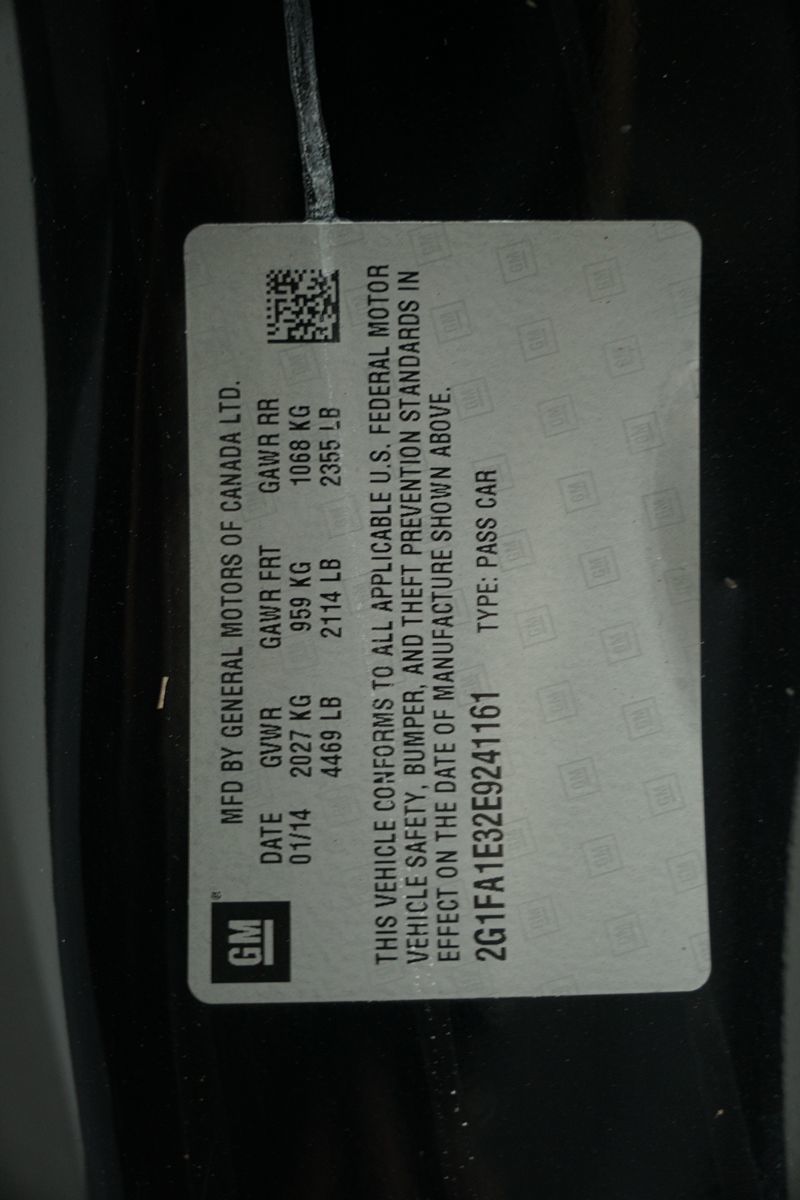 GM®
MFD BY GENERAL MOTORS OF CANADA LTD.
DATE GVWR GAWR FRT GAWR RR
01/14 2027 KG 959 KG 1068 KG
4469 LB 2114 LB 2355 LB
THIS VEHICLE CONFORMS TO ALL APPLICABLE U.S. FEDERAL MOTOR
VEHICLE SAFETY, BUMPER, AND THEFT PREVENTION STANDARDS IN
EFFECT ON THE DATE OF MANUFACTURE SHOWN ABOVE.
2G1FA1E32E9241161 TYPE: PASS CAR